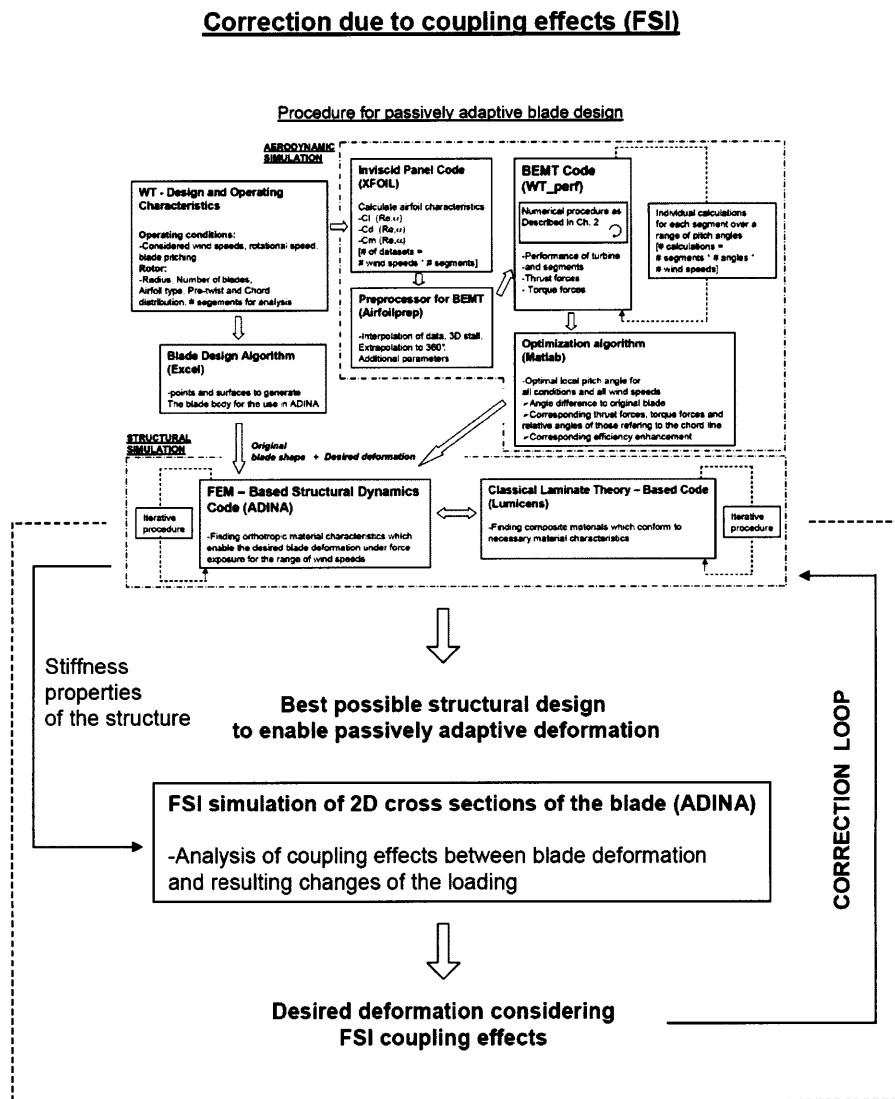 Correction due to coupling effects (FSI)
Procedure for passively adaptive blade design
AERODYNAMIC
SIMULATION
WT - Design and Operating
Characteristics
Operating conditions:
-Considered wind speeds, rotational speed,
blade pitching
Rotor:
-Radius, Number of blades,
Airfoil type, Pre-twist and Chord
distribution, # segements for analysis
Inviscid Panel Code
(XFOIL)
Calculate airfoil characteristics
-Cl (Re,α)
-Cd (Re,α)
-Cm (Re,α)
[# of datasets =
# wind speeds * # segments]
BEMT Code
(WT_perf)
Numerical procedure as
Described in Ch. 2
-Performance of turbine
-and segments
-Thrust forces
- Torque forces
Individual calculations
for each segment over a
range of pitch angles
[# calculations =
# segments * # angles *
# wind speeds]
Preprocessor for BEMT
(Airfoilprep)
-Interpolation of data, 3D stall,
Extrapolation to 360°,
Additional parameters
Blade Design Algorithm
(Excel)
-points and surfaces to generate
The blade body for the use in ADINA
Optimization algorithm
(Matlab)
-Optimal local pitch angle for
all conditions and all wind speeds
-Angle difference to original blade
-Corresponding thrust forces, torque forces and
relative angles of those refering to the chord line
-Corresponding efficiency enhancement
STRUCTURAL
SIMULATION
Original
blade shape + Desired deformation
Iterative
procedure
FEM – Based Structural Dynamics
Code (ADINA)
-Finding orthotropic material characteristics which
enable the desired blade deformation under force
exposure for the range of wind speeds
Classical Laminate Theory – Based Code
(Lumicens)
-Finding composite materials which conform to
necessary material characteristics
Iterative
procedure
Stiffness
properties
of the structure
Best possible structural design
to enable passively adaptive deformation
FSI simulation of 2D cross sections of the blade (ADINA)
-Analysis of coupling effects between blade deformation
and resulting changes of the loading
CORRECTION LOOP
Desired deformation considering
FSI coupling effects